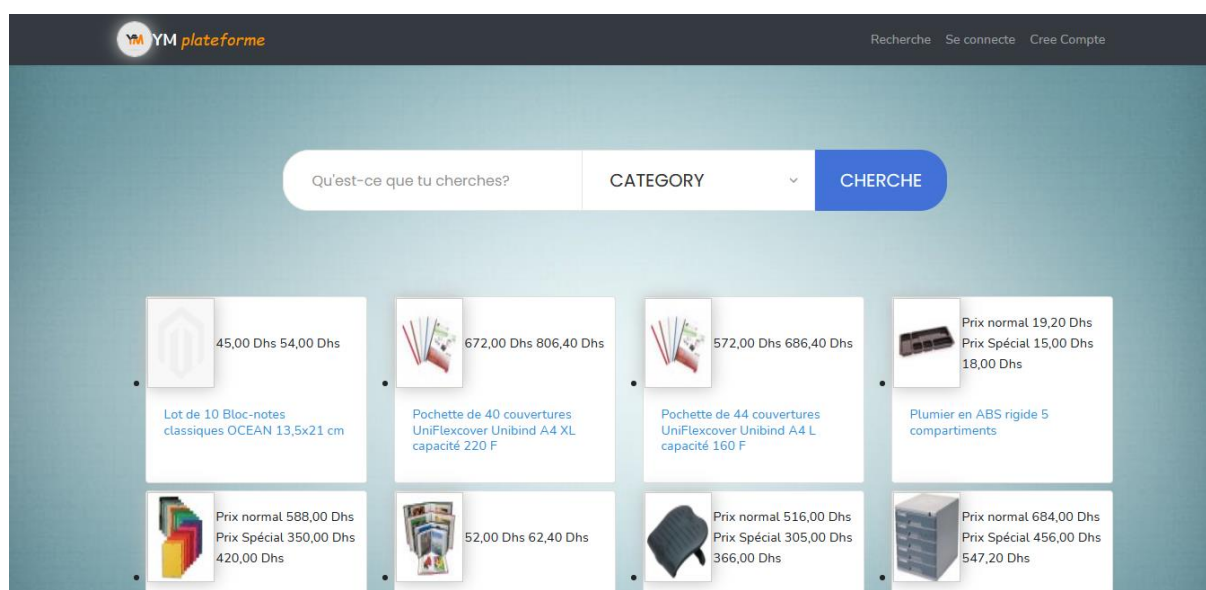 YM YM plateforme
Recherche Se connecte Cree Compte
Qu'est-ce que tu cherches?
CATEGORY
CHERCHE
45,00 Dhs 54,00 Dhs
Lot de 10 Bloc-notes
classiques OCEAN 13,5x21 cm
672,00 Dhs 806,40 Dhs
Pochette de 40 couvertures
UniFlexcover Unibind A4 XL
capacité 220 F
572,00 Dhs 686,40 Dhs
Pochette de 44 couvertures
UniFlexcover Unibind A4 L
capacité 160 F
Prix normal 19,20 Dhs
Prix Spécial 15,00 Dhs
18,00 Dhs
Plumier en ABS rigide 5
compartiments
Prix normal 588,00 Dhs
Prix Spécial 350,00 Dhs
420,00 Dhs
52,00 Dhs 62,40 Dhs
Prix normal 516,00 Dhs
Prix Spécial 305,00 Dhs
366,00 Dhs
Prix normal 684,00 Dhs
Prix Spécial 456,00 Dhs
547,20 Dhs